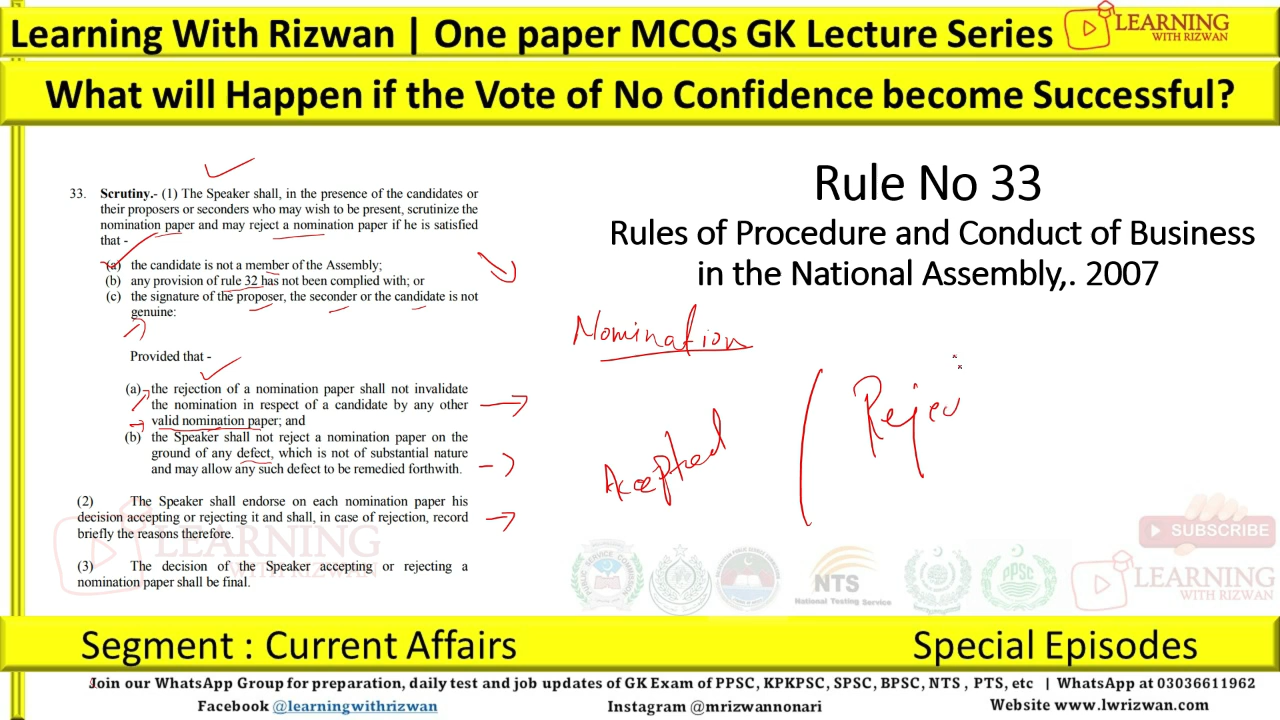 Learning With Rizwan | One paper MCQs GK Lecture Series
LEARNING
WITH RIZWAN
What will Happen if the Vote of No Confidence become Successful?
33. Scrutiny.- (1) The Speaker shall, in the presence of the candidates or
their proposers or seconders who may wish to be present, scrutinize the
nomination paper and may reject a nomination paper if he is satisfied
that -
(a) the candidate is not a member of the Assembly;
(b) any provision of rule 32 has not been complied with; or
(c) the signature of the proposer, the seconder or the candidate is not
genuine:
Provided that -
(a) the rejection of a nomination paper shall not invalidate
the nomination in respect of a candidate by any other
valid nomination paper; and
(b) the Speaker shall not reject a nomination paper on the
ground of any defect, which is not of substantial nature
and may allow any such defect to be remedied forthwith.
(2) The Speaker shall endorse on each nomination paper his
decision accepting or rejecting it and shall, in case of rejection, record
briefly the reasons therefore.
(3) The decision of the Speaker accepting or rejecting a
nomination paper shall be final.
LEARNING
WITH RIZWAN
Rule No 33
Rules of Procedure and Conduct of Business
in the National Assembly,. 2007
Nomination
Accepted
Rejec
SUBSCRIBE
NTS
National Testing Service
PPSC
LEARNING
WITH RIZWAN
Segment : Current Affairs
Special Episodes
Join our WhatsApp Group for preparation, daily test and job updates of GK Exam of PPSC, KPKPSC, SPSC, BPSC, NTS , PTS, etc | WhatsApp at 03036611962
Facebook @learningwithrizwan
Instagram @mrizwannonari
Website www.lwrizwan.com